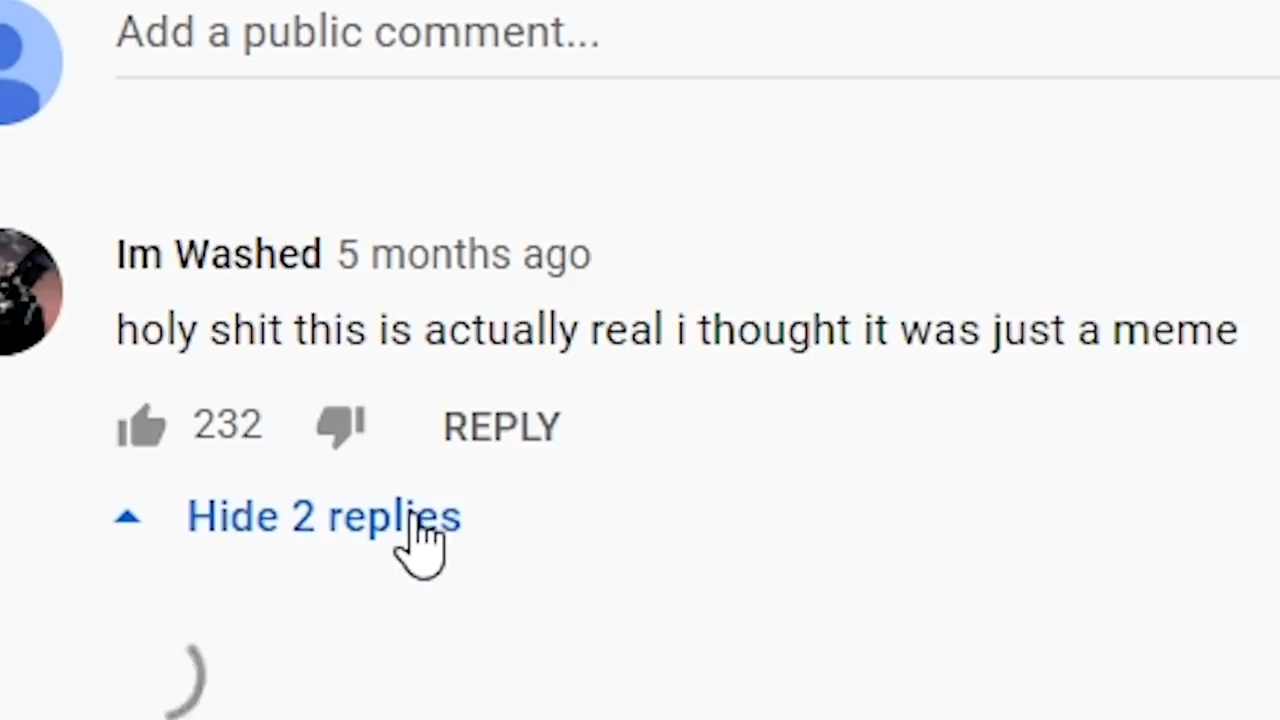 Add a public comment...
Im Washed 5 months ago
holy shit this is actually real i thought it was just a meme
232 REPLY
Hide 2 replies